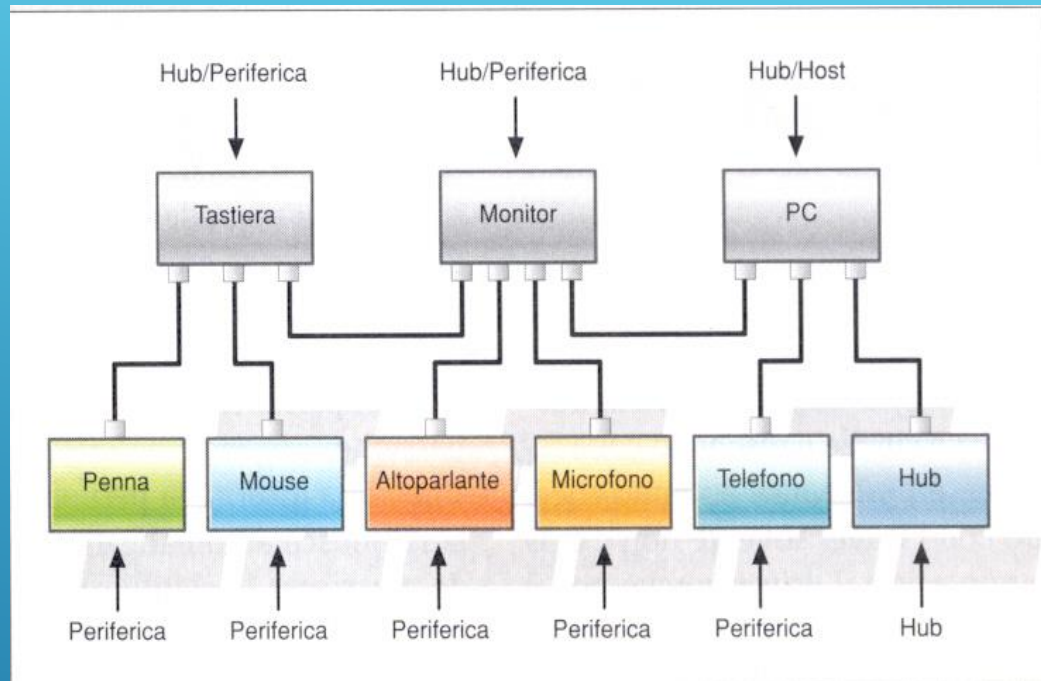 Hub/Periferica Hub/Periferica Hub/Host
Tastiera Monitor PC
Penna Mouse Altoparlante Microfono Telefono Hub
Periferica Periferica Periferica Periferica Periferica Hub